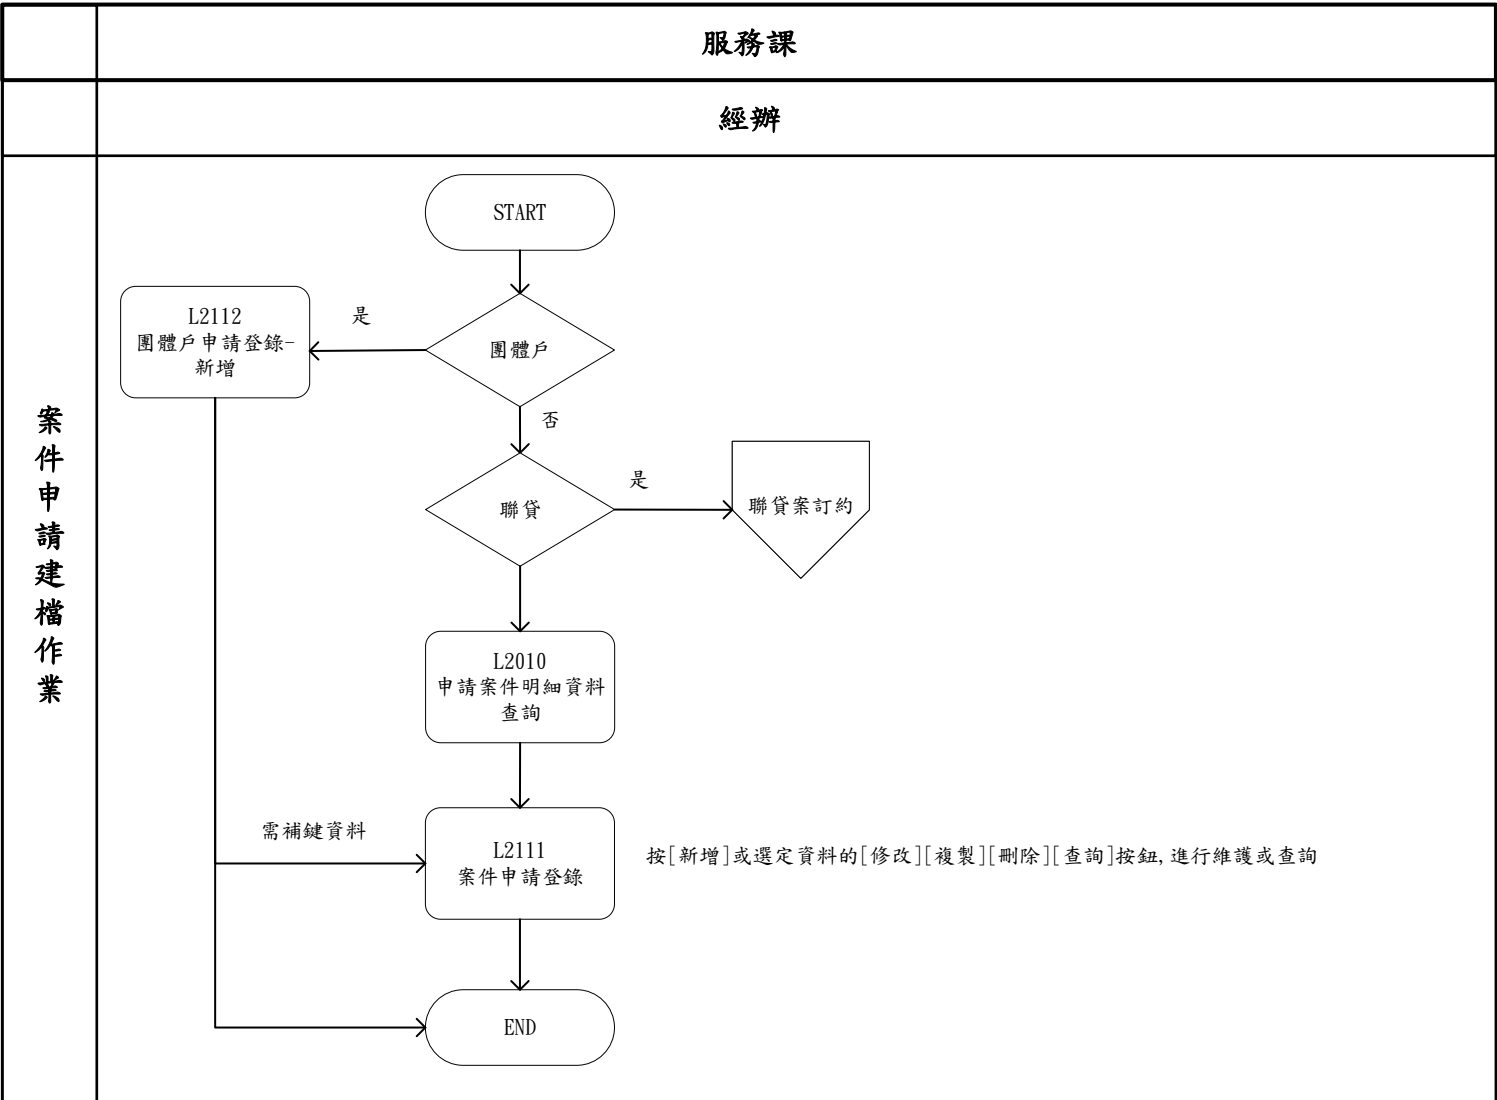 服務課
經辦
案件申請建檔作業
START
團體戶
是
L2112
團體戶申請登錄-
新增
否
聯貸
是
聯貸案訂約
L2010
申請案件明細資料
查詢
需補鍵資料
L2111
案件申請登錄
按[新增]或選定資料的[修改][複製][刪除][查詢]按鈕,進行維護或查詢
END